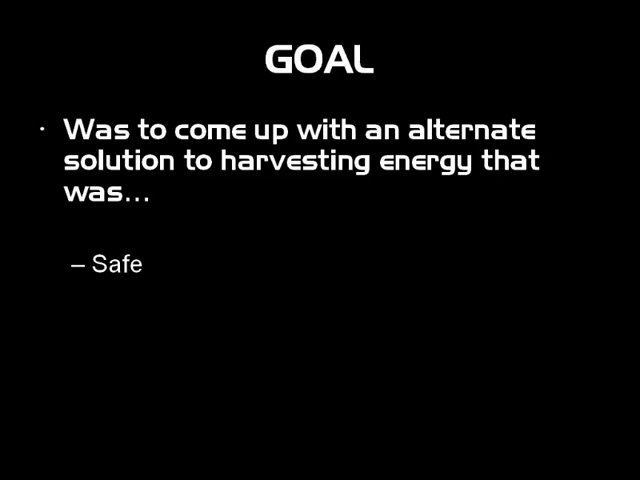 GOAL
• Was to come up with an alternate
solution to harvesting energy that
was...
– Safe